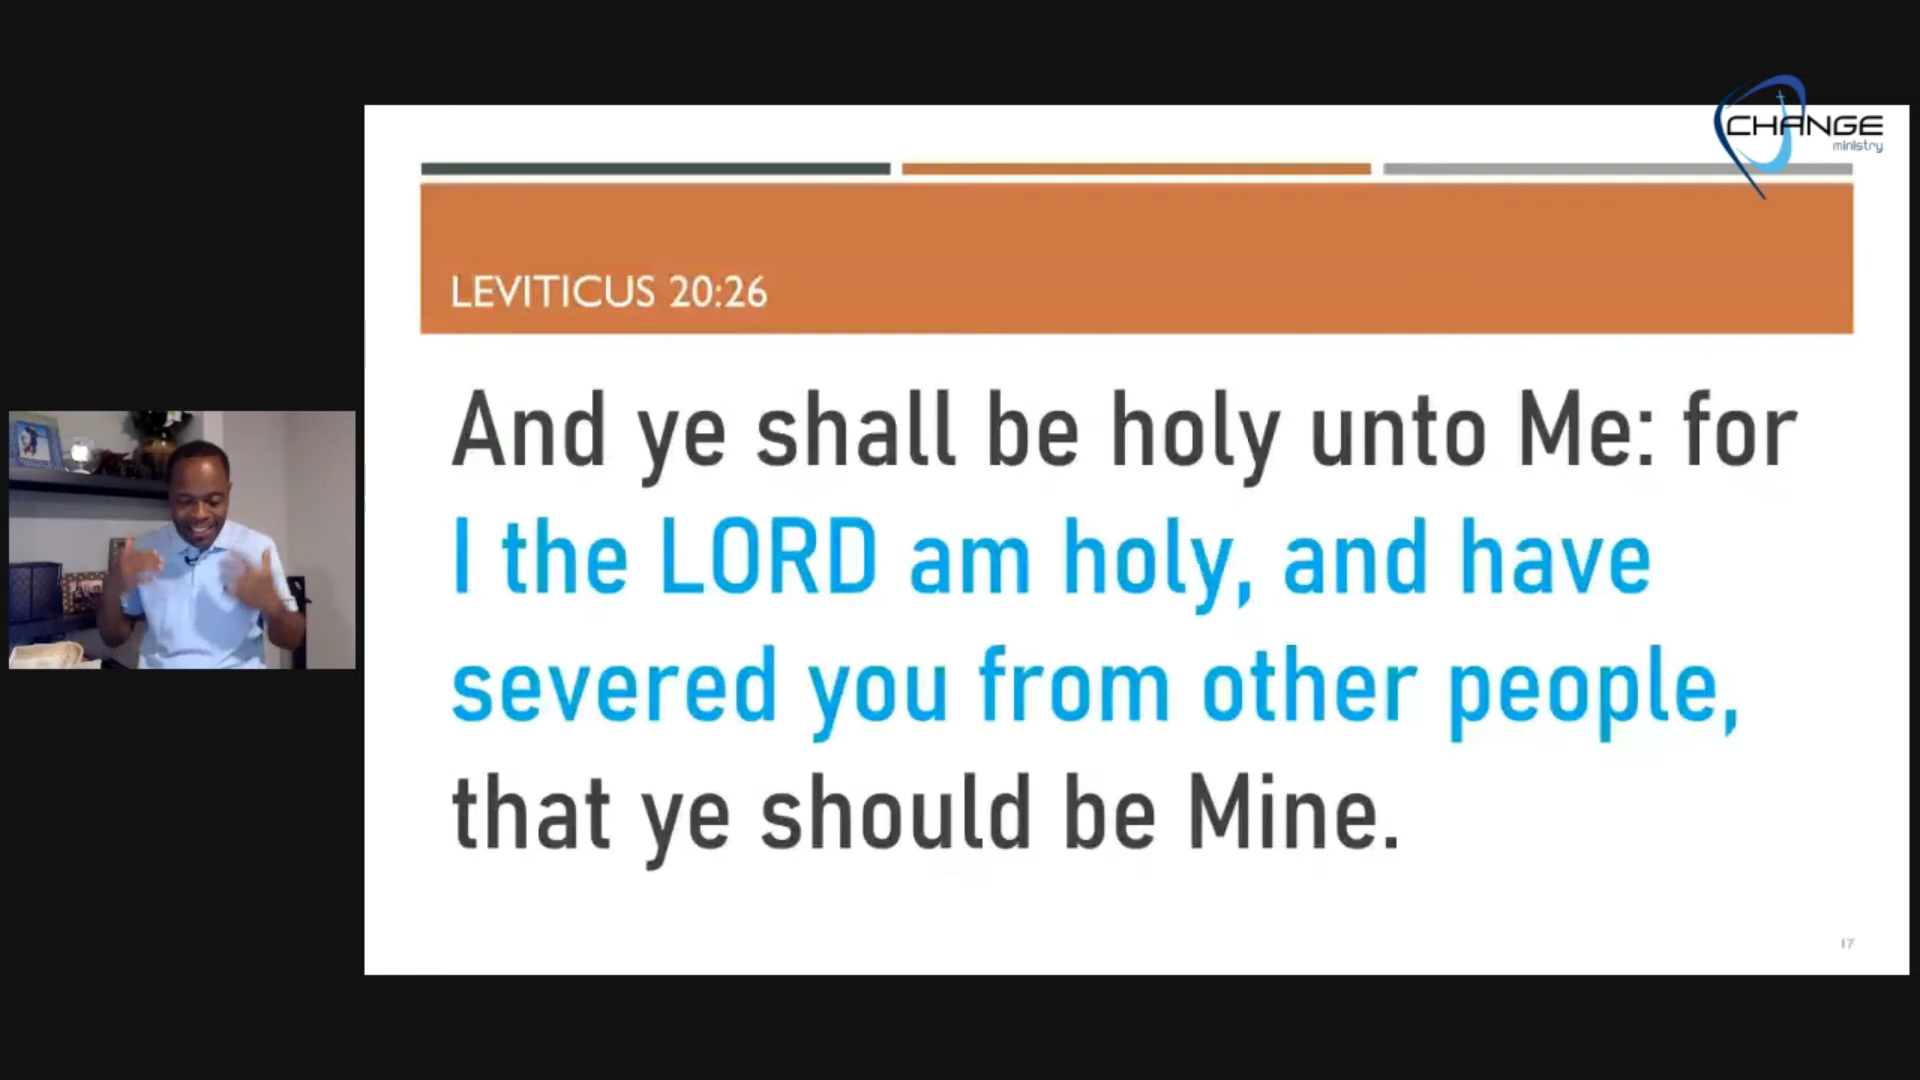 CHANGE
ministry
LEVITICUS 20:26
And ye shall be holy unto Me: for
I the LORD am holy, and have
severed you from other people,
that ye should be Mine.
17